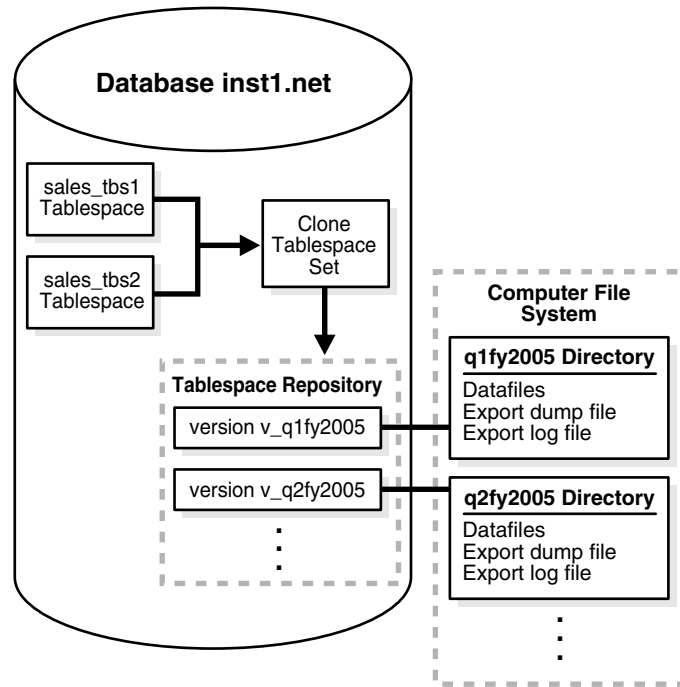 Database inst1.net
sales_tbs1
Tablespace
sales_tbs2
Tablespace
Clone
Tablespace
Set
Tablespace Repository
version v_q1fy2005
version v_q2fy2005
Computer File
System
q1fy2005 Directory
Datafiles
Export dump file
Export log file
q2fy2005 Directory
Datafiles
Export dump file
Export log file